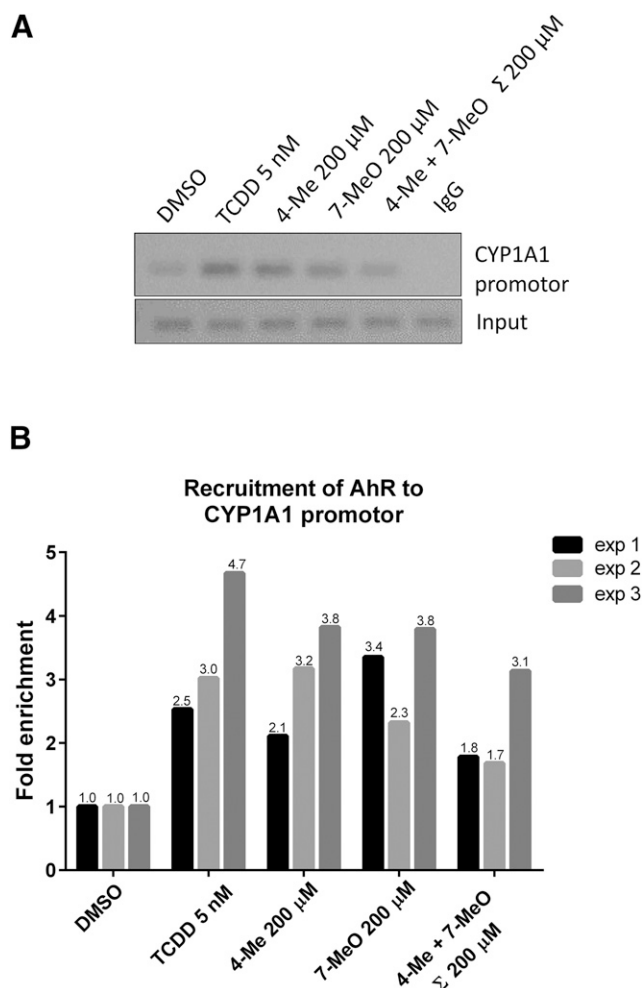 A
DMSO
TCDD 5 nM
4-Me 200 μM
7-MeO 200 μM
4-Me + 7-MeO Σ 200 μM
IgG
CYP1A1
promotor
Input
B
Recruitment of AhR to
CYP1A1 promotor
exp 1
exp 2
exp 3
Fold enrichment
5
4
3
2
1
0
1.0 1.0 1.0
2.5 3.0 4.7
2.1 3.2 3.8
3.4 2.3 3.8
1.8 1.7 3.1
DMSO
TCDD 5 nM
4-Me 200 μM
7-MeO 200 μM
4-Me + 7-MeO
Σ 200 μM